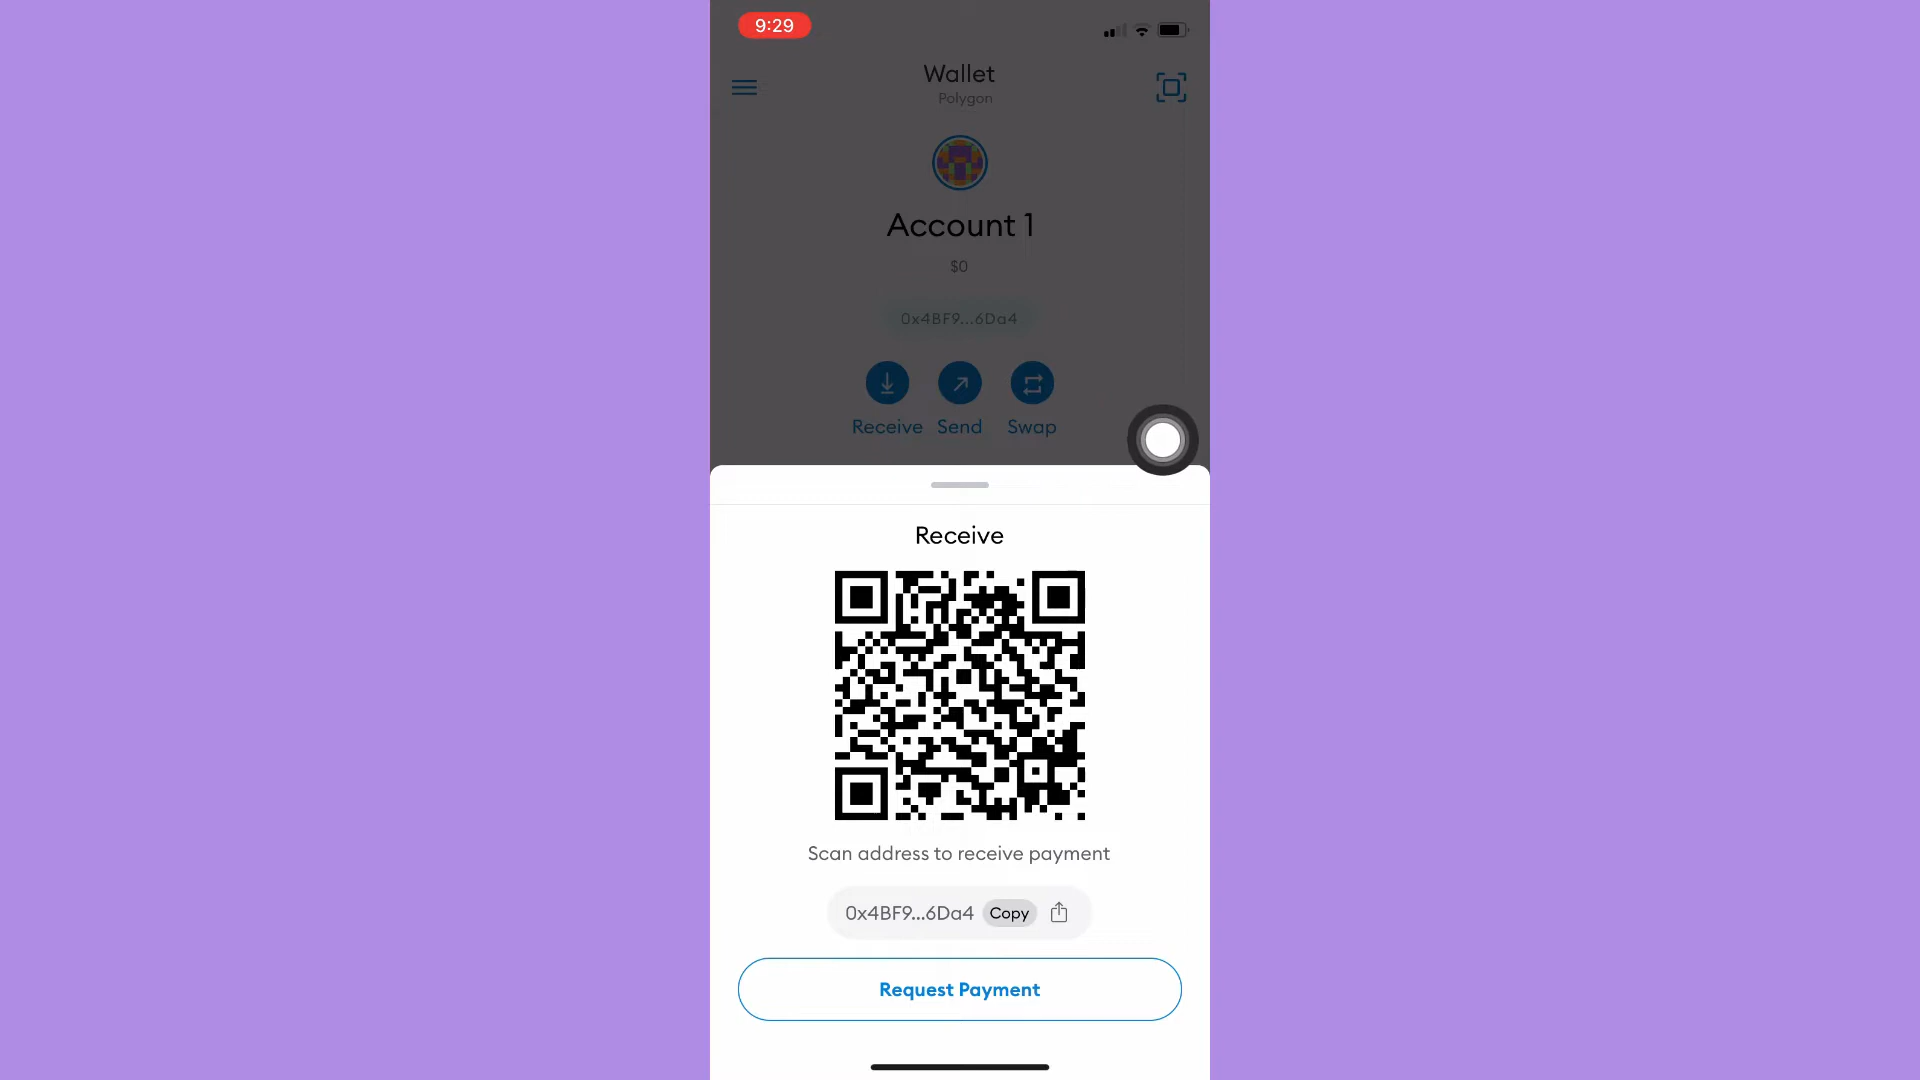 9:29
Wallet
Polygon
Account 1
$0
0x4BF9...6Da4
Receive Send Swap
Receive
Scan address to receive payment
0x4BF9...6Da4 Copy
Request Payment